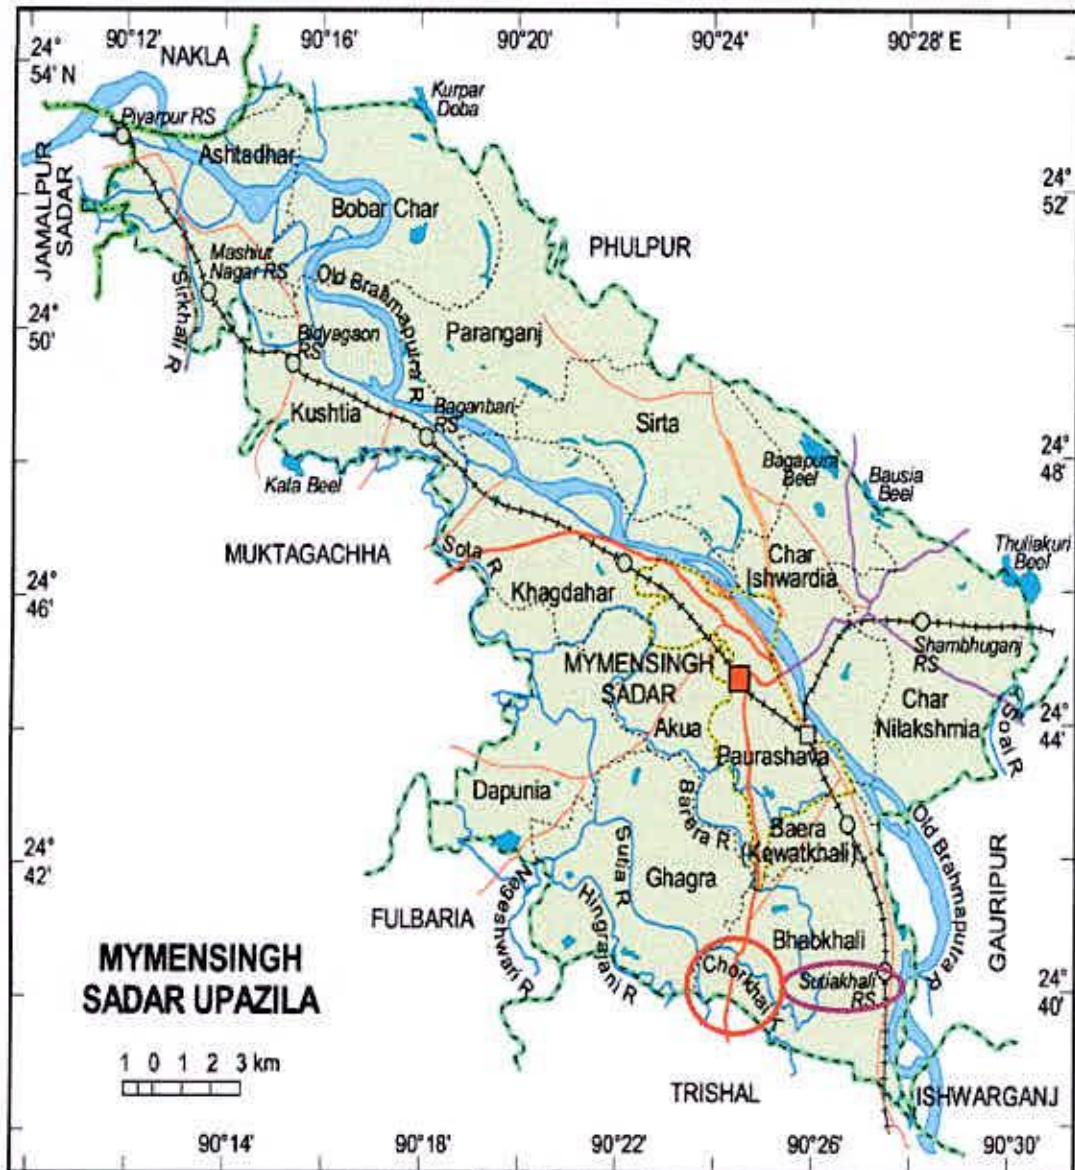 90°12' 90°16' 90°20' 90°24' 90°28' E
24°
54' N
NAKLA
Kurpar
Doba
Piyarpur RS
Ashtadhar
JAMALPUR
SADAR
24°
52'
Bobar Char
PHULPUR
Mashiur
Nagar RS
Sirkhali R
Old Brahmaputra R
24°
50'
Bidyagaon
RS
Paranganj
Kushtia
Baganbari
RS
Sirta
24°
48'
Kala Beel
Bagapura
Beel
Bausia
Beel
MUKTAGACHHA
Sota R
Char
Ishwardia
Thuliakuri
Beel
24°
46'
Khagdahar
Shambhuganj
RS
MYMENSINGH
SADAR
Char
Nilakshmia
Soai R
24°
44'
Akua
Paurashava
Dapunia
Barera R
Baera
(Kewatkhali)
Old Brahmaputra R
24°
42'
Sutia R
Ghagra
GAURIPUR
FULBARIA
Nageshwari R
Hingrajani R
Bhabkhali
MYMENSINGH
SADAR UPAZILA
Chorkhai K
Sutiakhali
RS
24°
40'
1 0 1 2 3 km
TRISHAL
ISHWARGANJ
90°14' 90°18' 90°22' 90°26' 90°30'